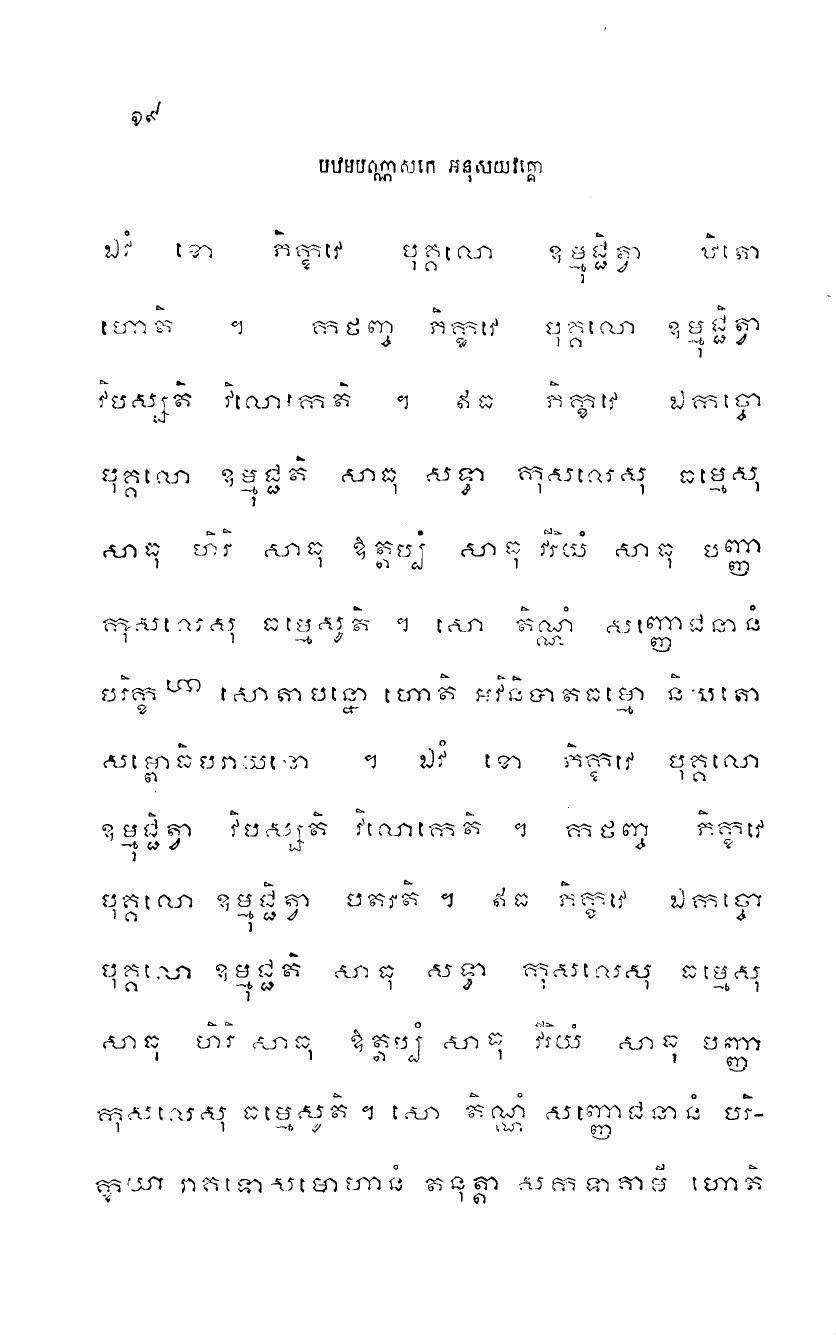 ១៩
បឋមបណ្ណាសកេ អនុសយវគ្គោ
ឯវំ ខោ ភិក្ខវេ បុគ្គលោ ឧម្មុជ្ជិត្វា ឋិតោ
ហោតិ ។ កថញ្ច ភិក្ខវេ បុគ្គលោ ឧម្មុជ្ជិត្វា
វិបស្សតិ វិលោកេតិ ។ ឥធ ភិក្ខវេ ឯកច្ចោ
បុគ្គលោ ឧម្មុជ្ជតិ សាធុ សទ្ធា កុសលេសុ ធម្មេសុ
សាធុ ហិរិ សាធុ ឱត្តប្បំ សាធុ វីរិយំ សាធុ បញ្ញា
កុសលេសុ ធម្មេសូតិ ។ សោ តិណ្ណំ សញ្ញោជនានំ
បរិក្ខយា សោតាបន្នោ ហោតិ អវិនិបាតធម្មោ និយតោ
សម្ពោធិបរាយនោ ។ ឯវំ ខោ ភិក្ខវេ បុគ្គលោ
ឧម្មុជ្ជិត្វា វិបស្សតិ វិលោកេតិ ។ កថញ្ច ភិក្ខវេ
បុគ្គលោ ឧម្មុជ្ជិត្វា បតរតិ ។ ឥធ ភិក្ខវេ ឯកច្ចោ
បុគ្គលោ ឧម្មុជ្ជតិ សាធុ សទ្ធា កុសលេសុ ធម្មេសុ
សាធុ ហិរិ សាធុ ឱត្តប្បំ សាធុ វីរិយំ សាធុ បញ្ញា
កុសលេសុ ធម្មេសូតិ ។ សោ តិណ្ណំ សញ្ញោជនានំ បរិ-
ក្ខយា រាគទោសមោហានំ តនុត្តា សកទាគាមី ហោតិ